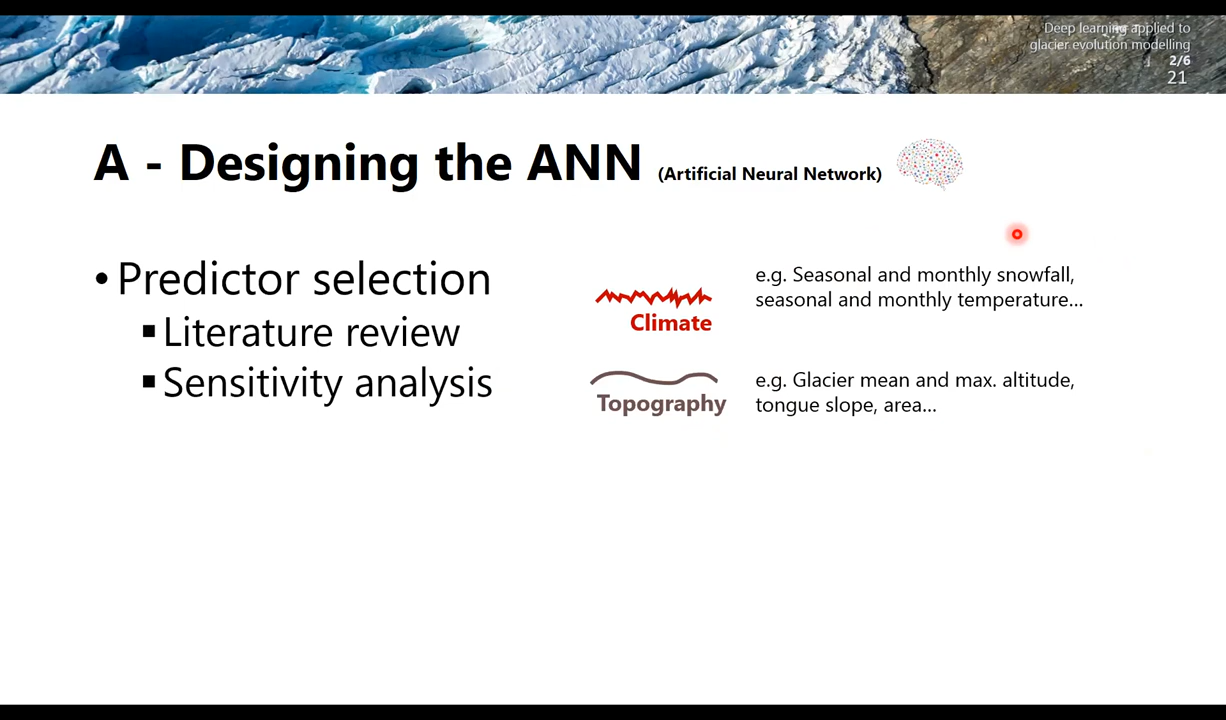 Deep learning applied to
glacier evolution modelling
2/6
21
A - Designing the ANN (Artificial Neural Network)
• Predictor selection
▪ Literature review
▪ Sensitivity analysis
Climate
e.g. Seasonal and monthly snowfall,
seasonal and monthly temperature...
Topography
e.g. Glacier mean and max. altitude,
tongue slope, area...